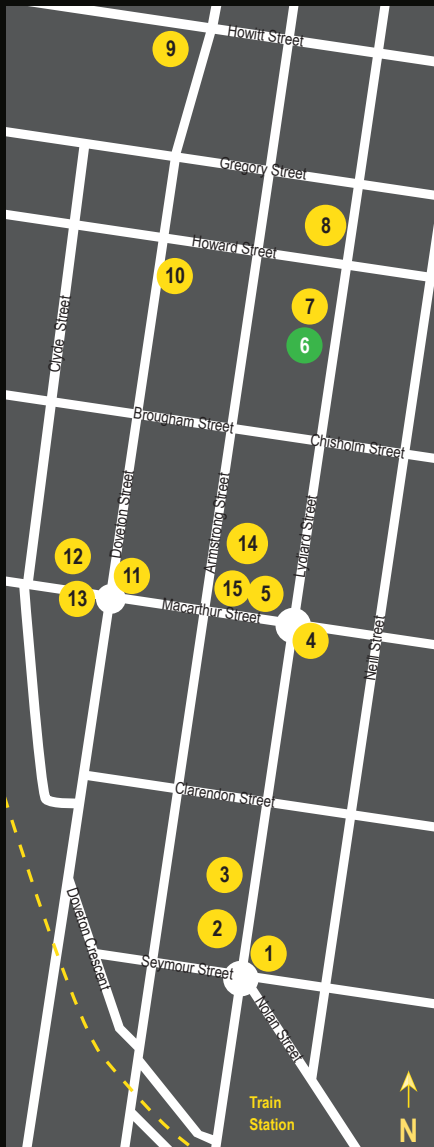 Howitt Street
9
Gregory Street
8
Howard Street
10
7
6
Clyde Street
Brougham Street
Chisholm Street
Doveton Street
Armstrong Street
Lydiard Street
14
12
11
15
5
13
Macarthur Street
4
Neill Street
Clarendon Street
3
Doveton Crescent
2
1
Seymour Street
Nolan Street
Train
Station
N